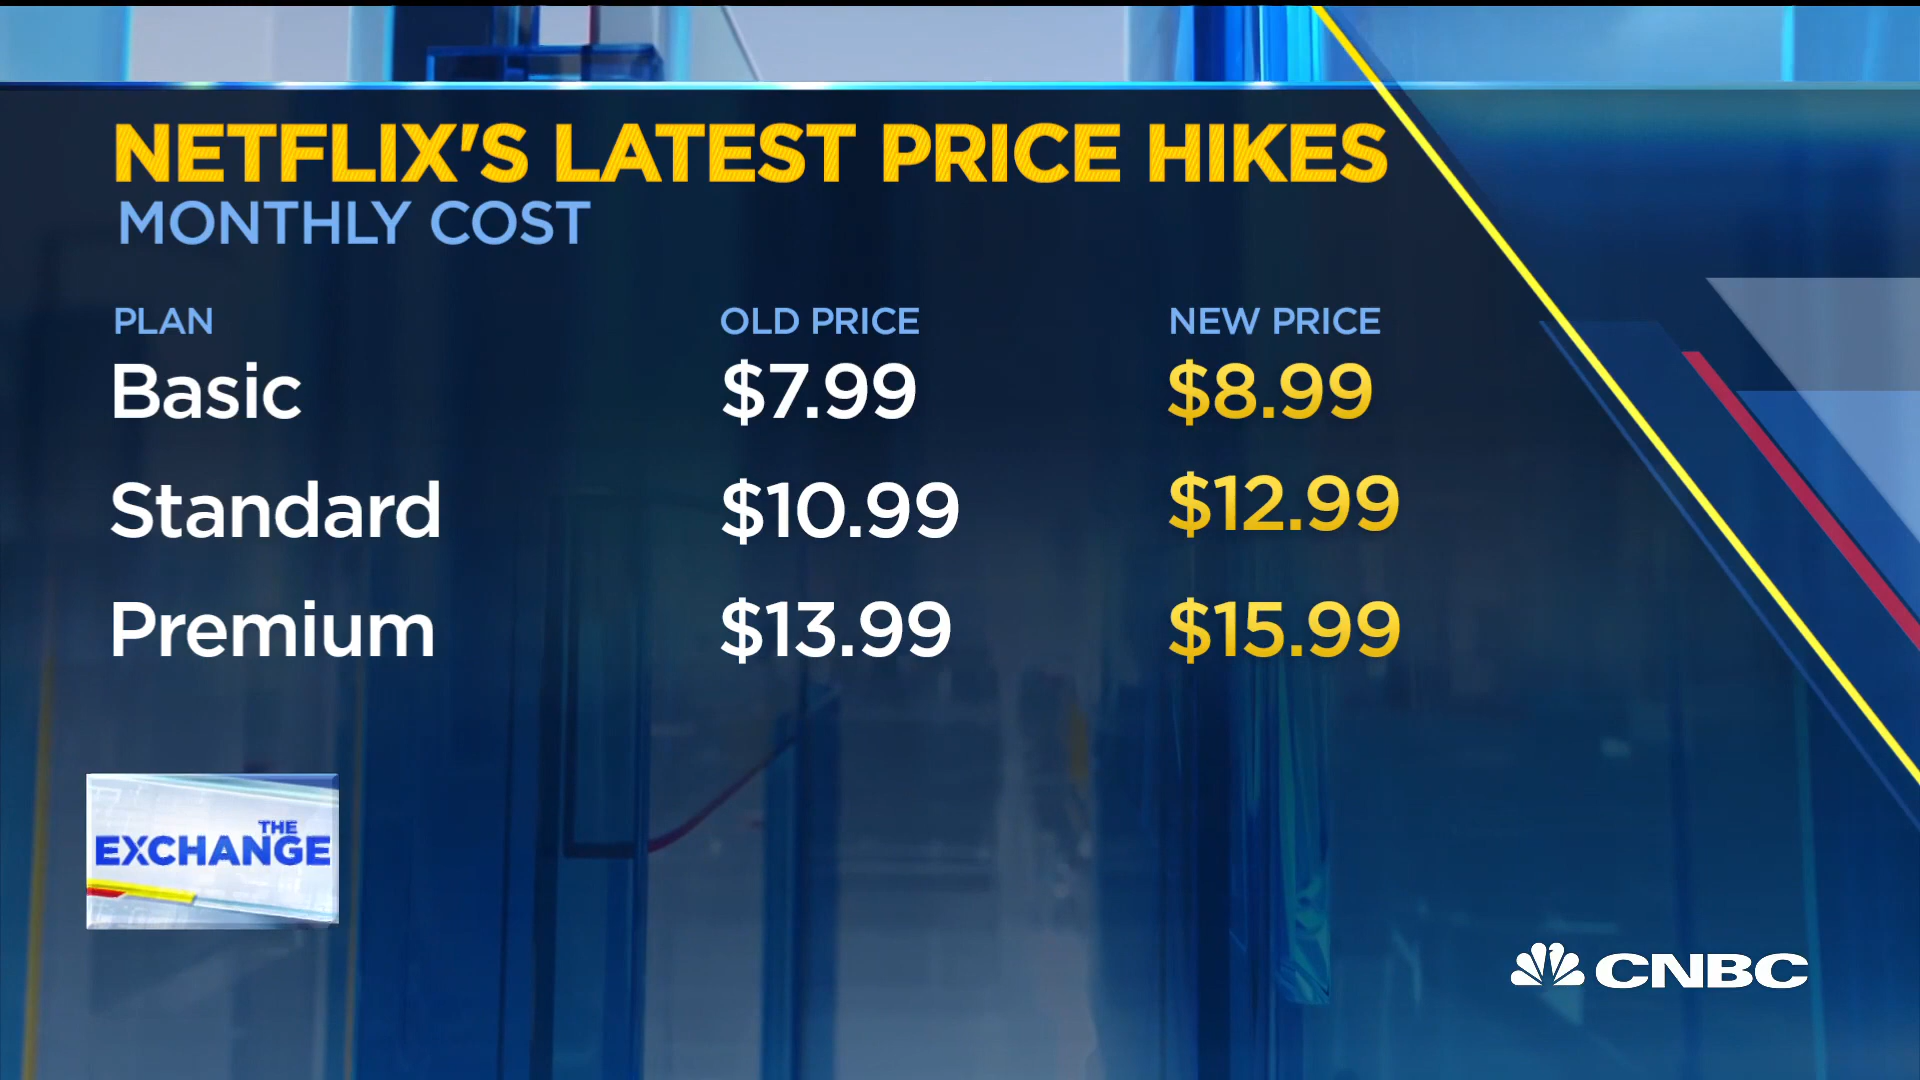 NETFLIX'S LATEST PRICE HIKES
MONTHLY COST
PLAN OLD PRICE NEW PRICE
Basic $7.99 $8.99
Standard $10.99 $12.99
Premium $13.99 $15.99
THE
EXCHANGE
CNBC